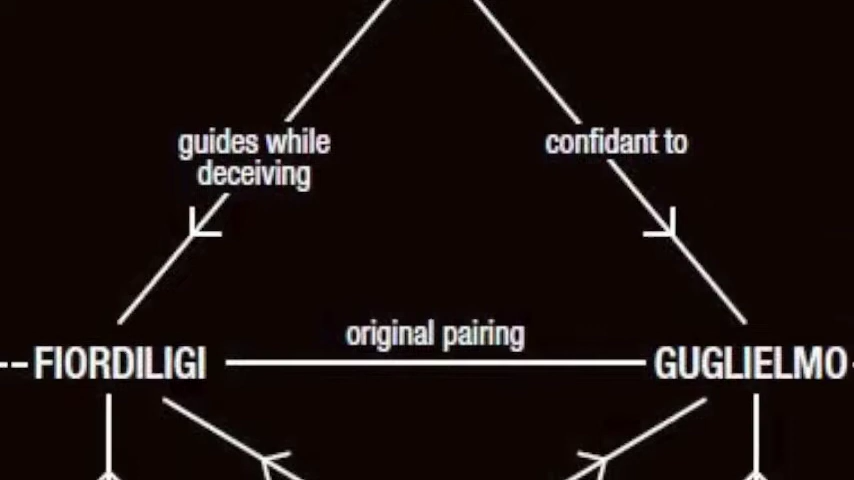 guides while
deceiving
confidant to
original pairing
FIORDILIGI
GUGLIELMO